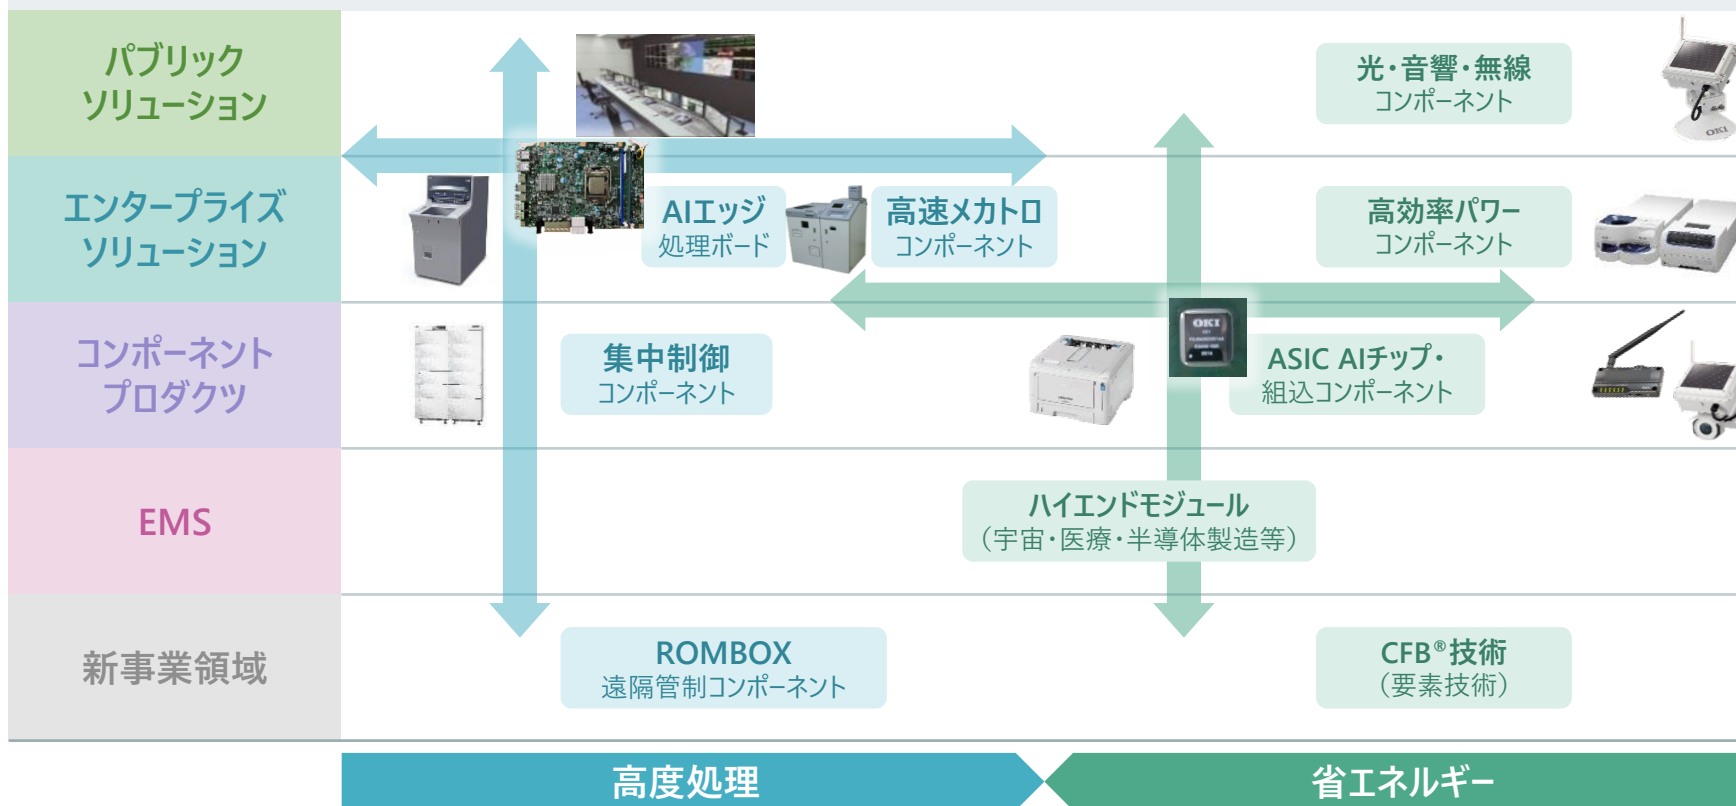 パブリック
ソリューション
光・音響・無線
コンポーネント
OKI
エンタープライズ
ソリューション
AIエッジ
処理ボード
高速メカトロ
コンポーネント
高効率パワー
コンポーネント
コンポーネント
プロダクツ
集中制御
コンポーネント
OKI
ASIC AIチップ・
組込コンポーネント
EMS
ハイエンドモジュール
（宇宙・医療・半導体製造等）
新事業領域
ROMBOX
遠隔管制コンポーネント
CFB®技術
（要素技術）
高度処理
省エネルギー